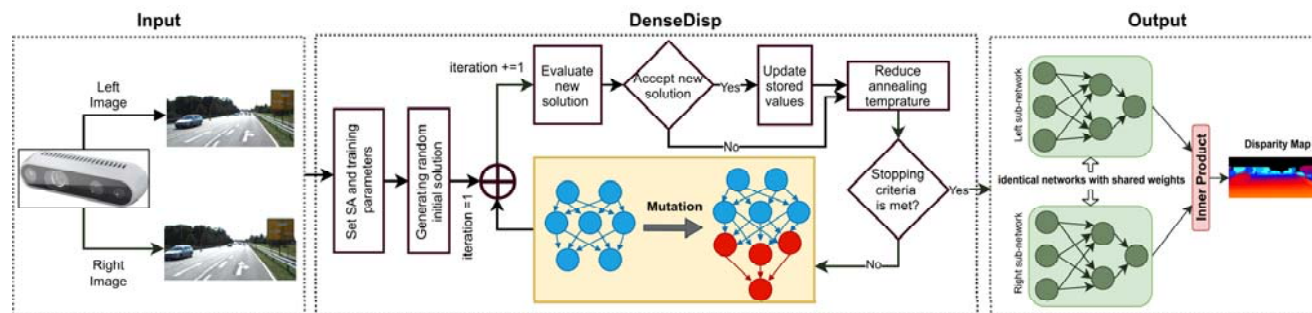 Input
DenseDisp
Output
Left
Image
Right
Image
Set SA and training
parameters
Generating random
initial solution
iteration +=1
iteration =1
Evaluate
new
solution
Accept new
solution
Yes
Update
stored
values
Reduce
annealing
temprature
No
Mutation
Stopping
criteria
is met?
Yes
No
Left sub-network
identical networks with shared weights
Right sub-network
Inner Product
Disparity Map